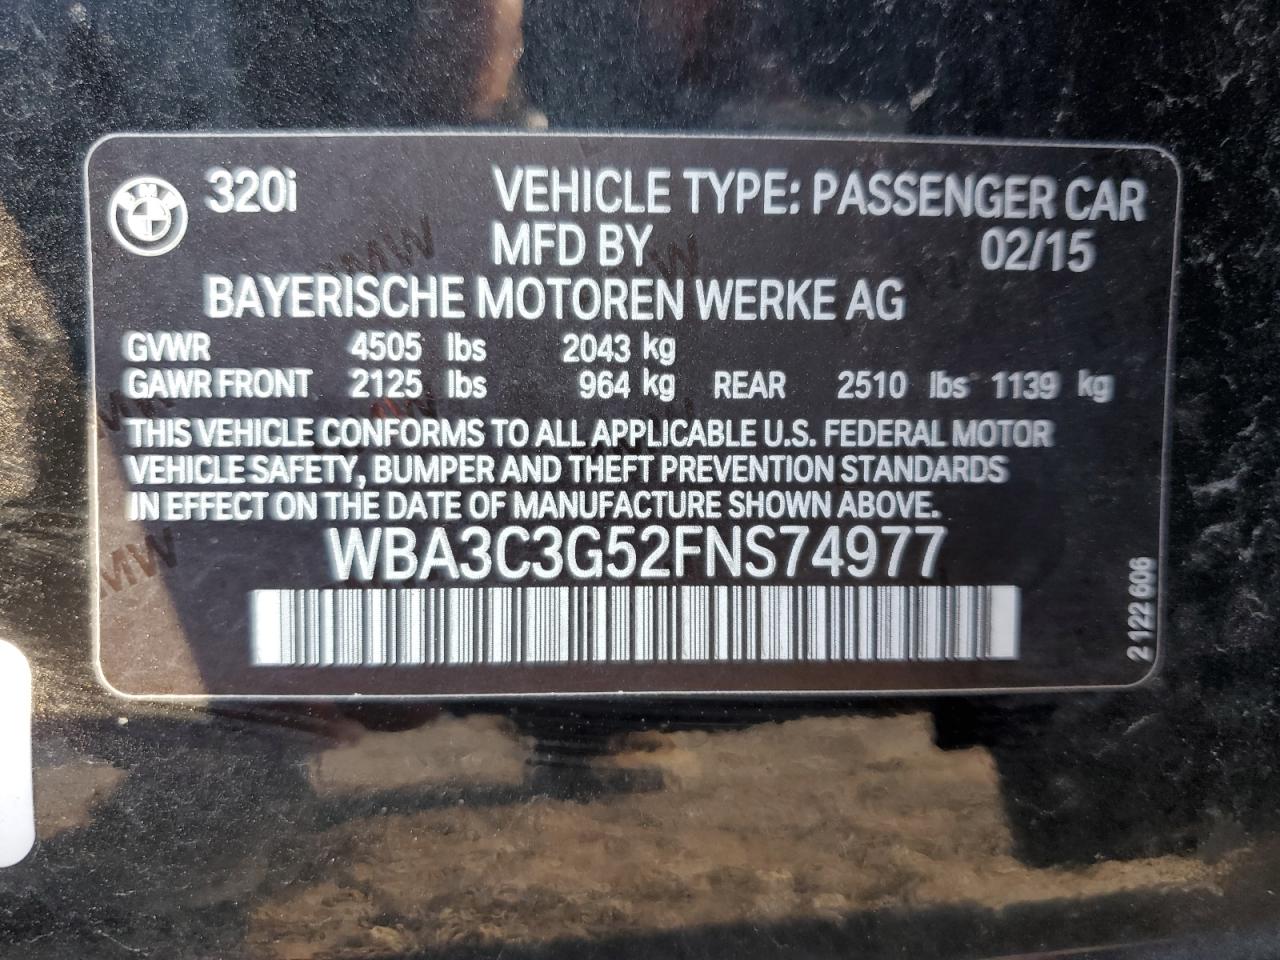 320i VEHICLE TYPE: PASSENGER CAR
MFD BY 02/15
BAYERISCHE MOTOREN WERKE AG
GVWR 4505 lbs 2043 kg
GAWR FRONT 2125 lbs 964 kg REAR 2510 lbs 1139 kg
THIS VEHICLE CONFORMS TO ALL APPLICABLE U.S. FEDERAL MOTOR
VEHICLE SAFETY, BUMPER AND THEFT PREVENTION STANDARDS
IN EFFECT ON THE DATE OF MANUFACTURE SHOWN ABOVE.
WBA3C3G52FNS74977
2 122 606